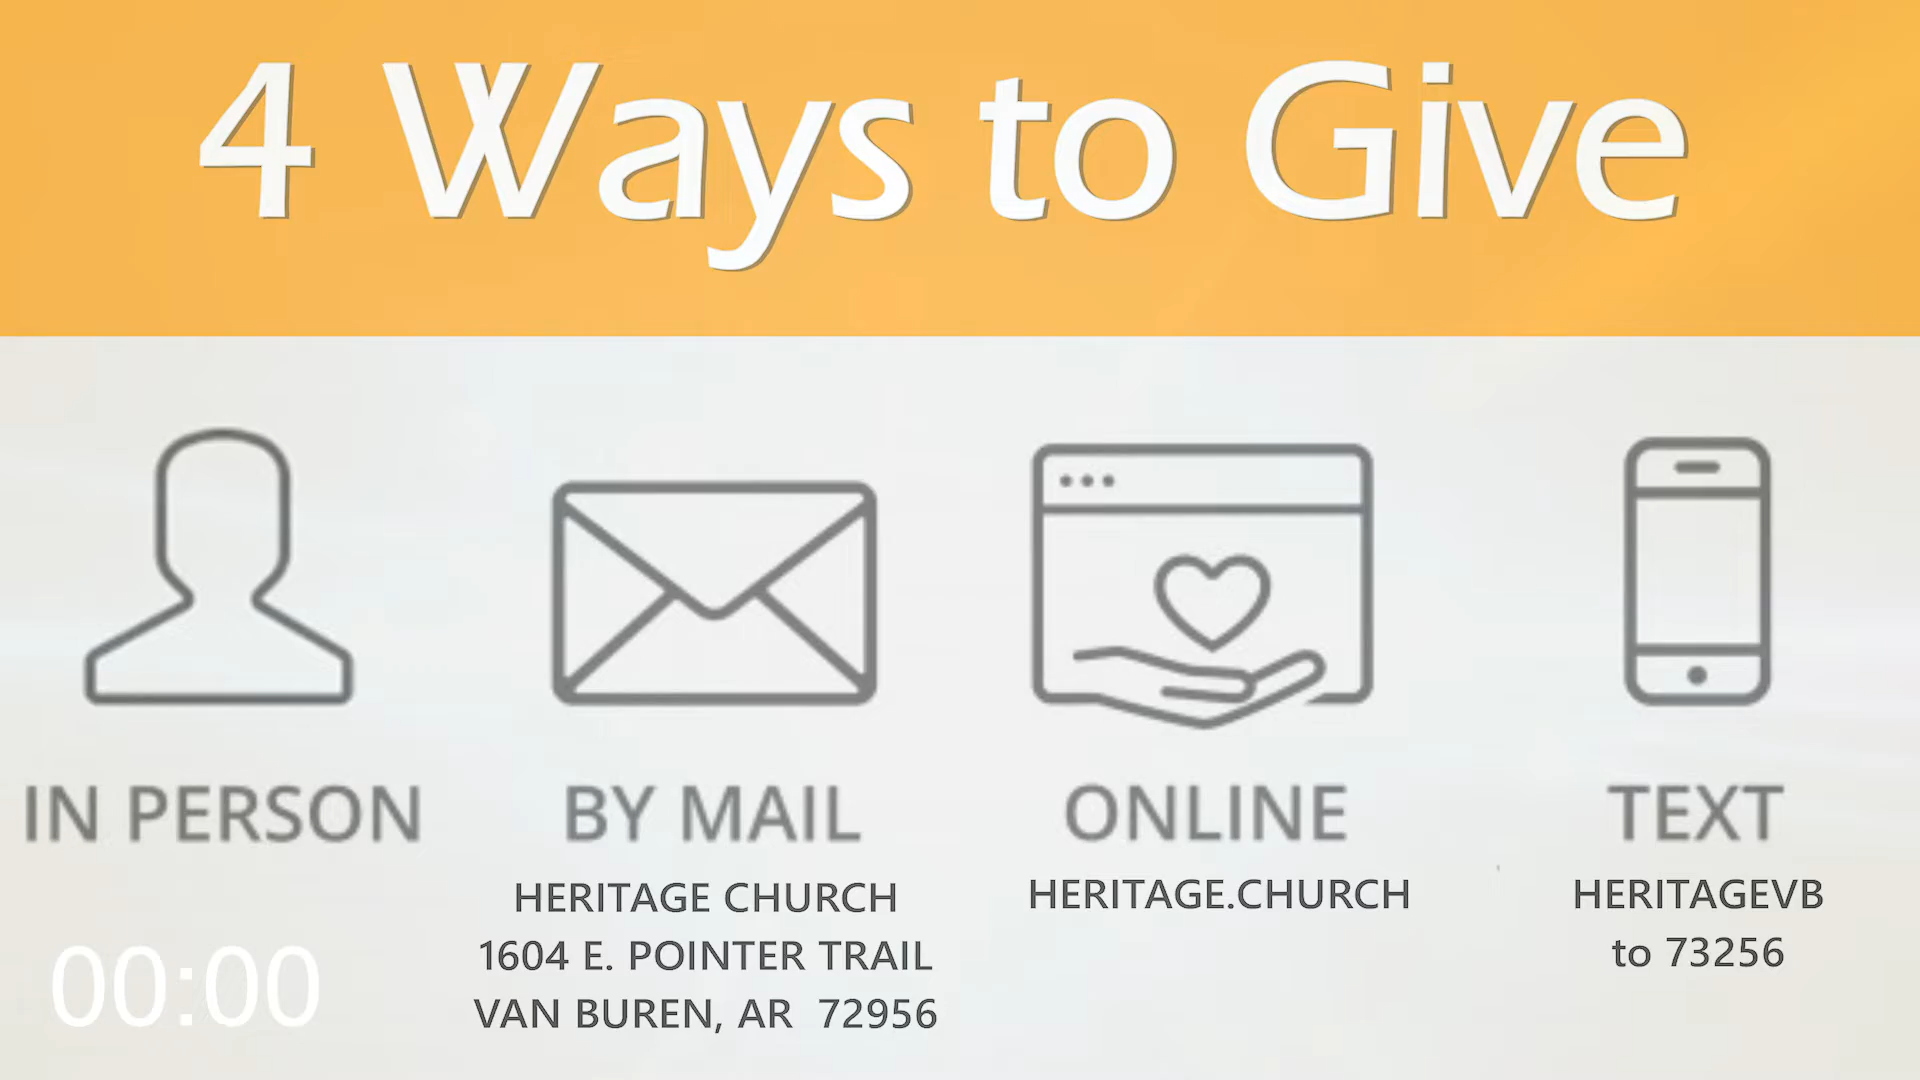 4 Ways to Give
IN PERSON
BY MAIL
HERITAGE CHURCH
1604 E. POINTER TRAIL
VAN BUREN, AR 72956
ONLINE
HERITAGE.CHURCH
TEXT
HERITAGEVB
to 73256
00:00